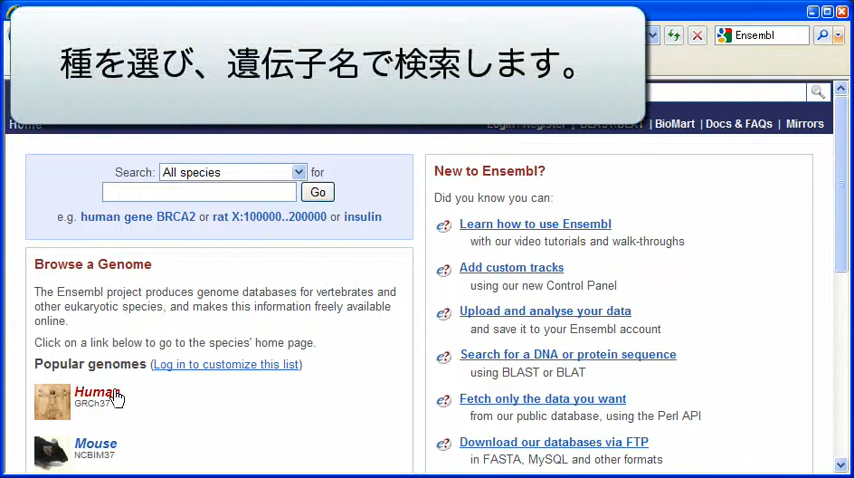 種を選び、遺伝子名で検索します。
Ensembl
BioMart | Docs & FAQs | Mirrors
Search: All species for
Go
e.g. human gene BRCA2 or rat X:100000..200000 or insulin
Browse a Genome
The Ensembl project produces genome databases for vertebrates and
other eukaryotic species, and makes this information freely available
online.
Click on a link below to go to the species' home page.
Popular genomes (Log in to customize this list)
Human
GRCh37
Mouse
NCBIM37
New to Ensembl?
Did you know you can:
Learn how to use Ensembl
with our video tutorials and walk-throughs
Add custom tracks
using our new Control Panel
Upload and analyse your data
and save it to your Ensembl account
Search for a DNA or protein sequence
using BLAST or BLAT
Fetch only the data you want
from our public database, using the Perl API
Download our databases via FTP
in FASTA, MySQL and other formats